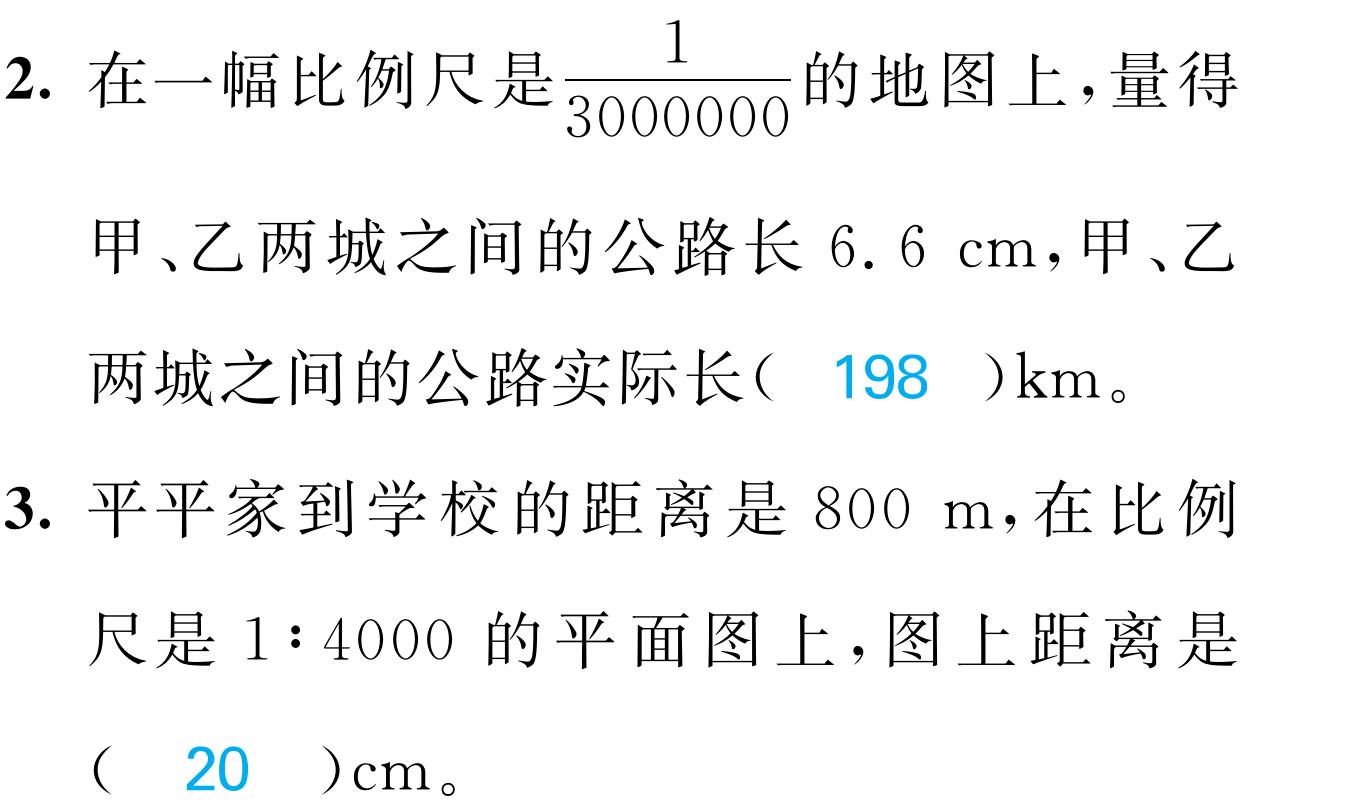 2. 在一幅比例尺是1/3000000的地图上,量得
甲、乙两城之间的公路长 6.6 cm,甲、乙
两城之间的公路实际长( 198 )km。
3. 平平家到学校的距离是 800 m,在比例
尺是 1∶4000 的平面图上,图上距离是
( 20 )cm。